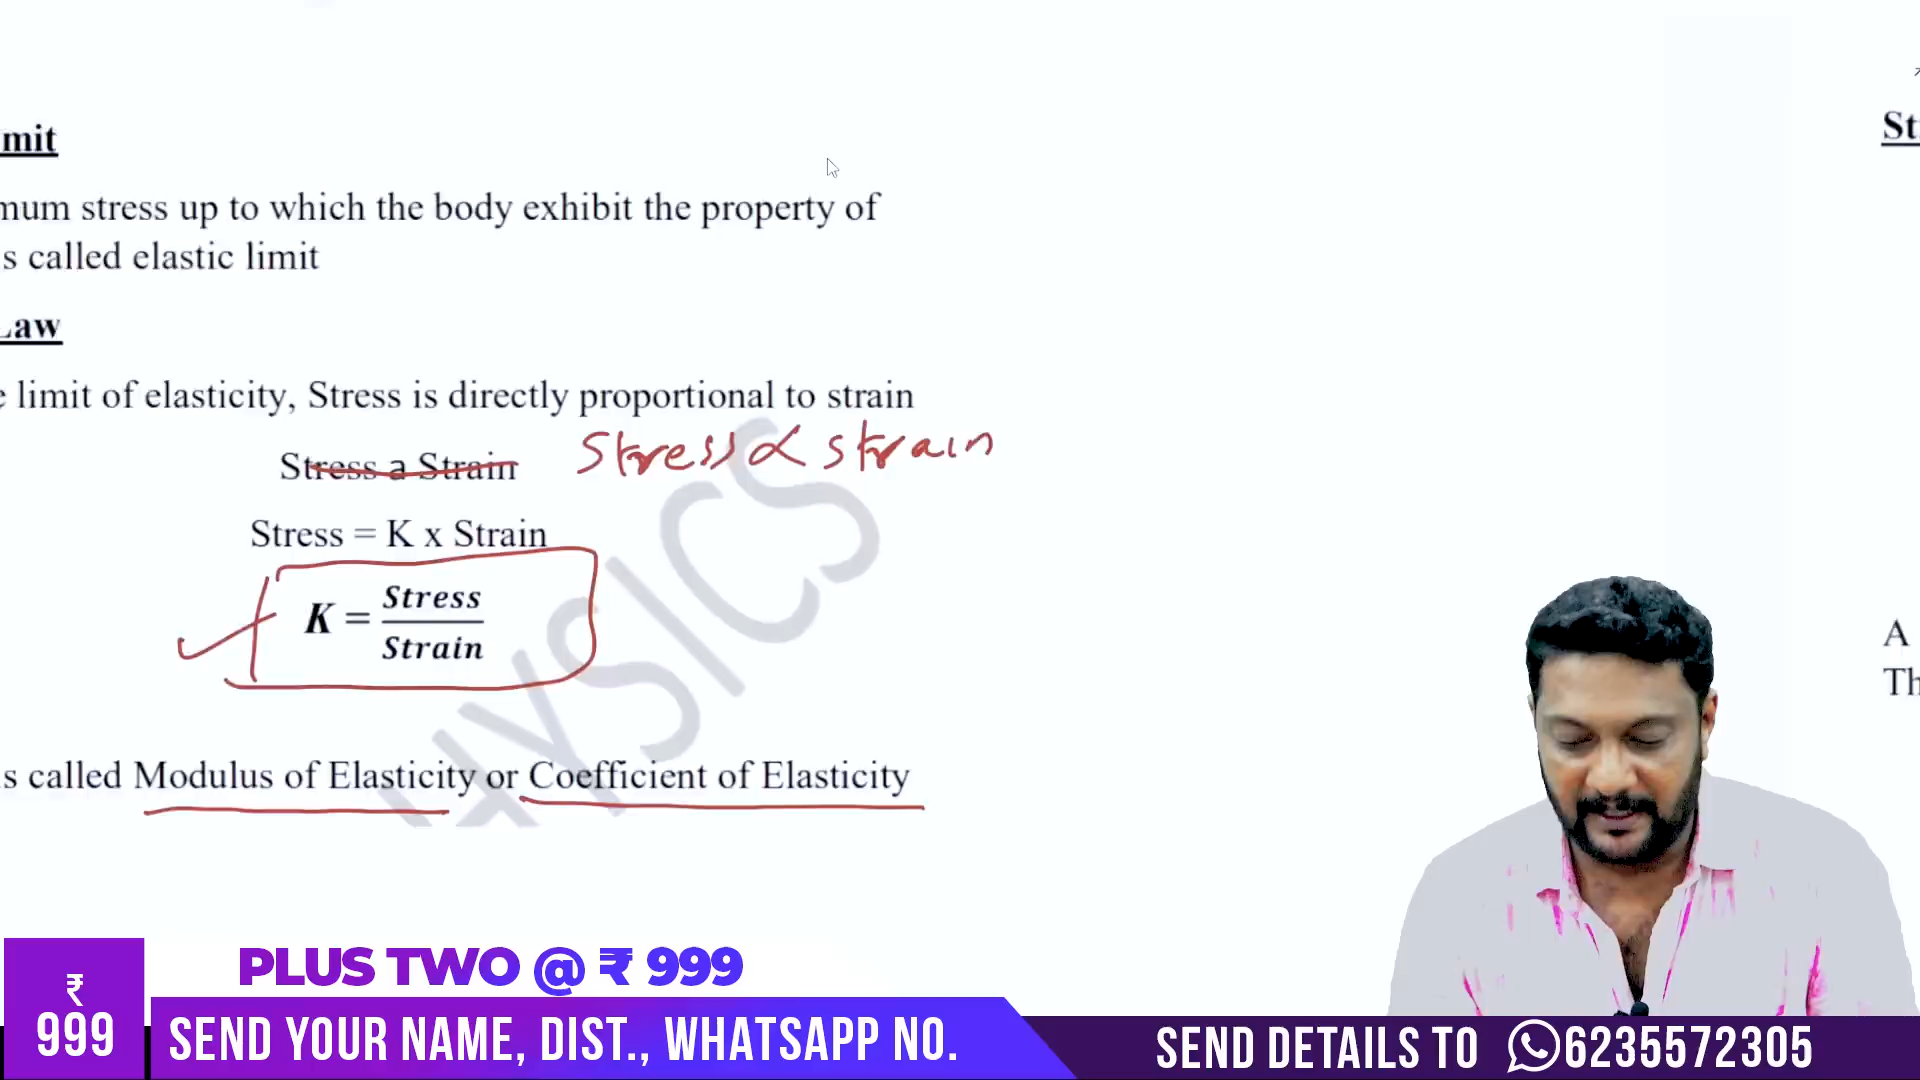 mit
mum stress up to which the body exhibit the property of
s called elastic limit
Law
e limit of elasticity, Stress is directly proportional to strain
Stress a Strain Stress ∝ strain
Stress = K x Strain
K = Stress
Strain
s called Modulus of Elasticity or Coefficient of Elasticity
HYSICS
St
A
Th
₹
999
PLUS TWO @ ₹ 999
SEND YOUR NAME, DIST., WHATSAPP NO.
SEND DETAILS TO 6235572305